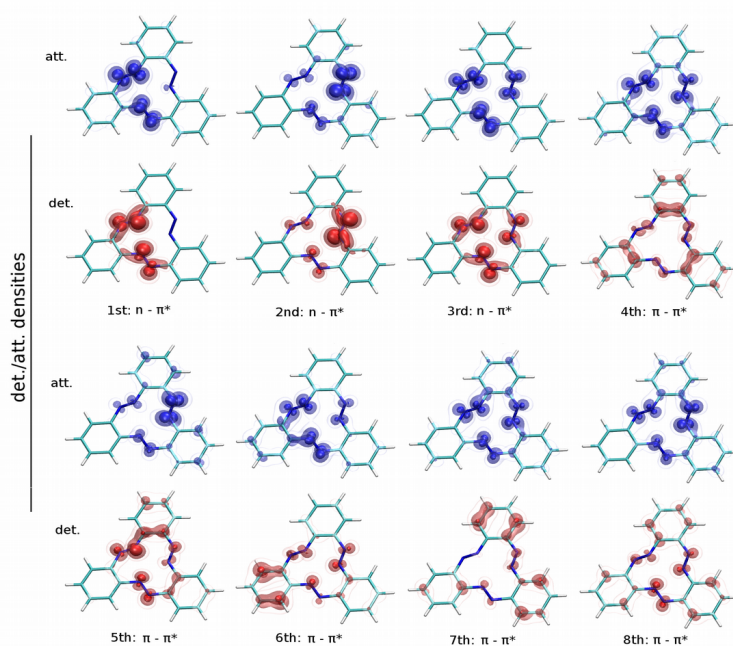 att.
det.
1st: n - π*
2nd: n - π*
3rd: n - π*
4th: π - π*
det./att. densities
att.
det.
5th: π - π*
6th: π - π*
7th: π - π*
8th: π - π*